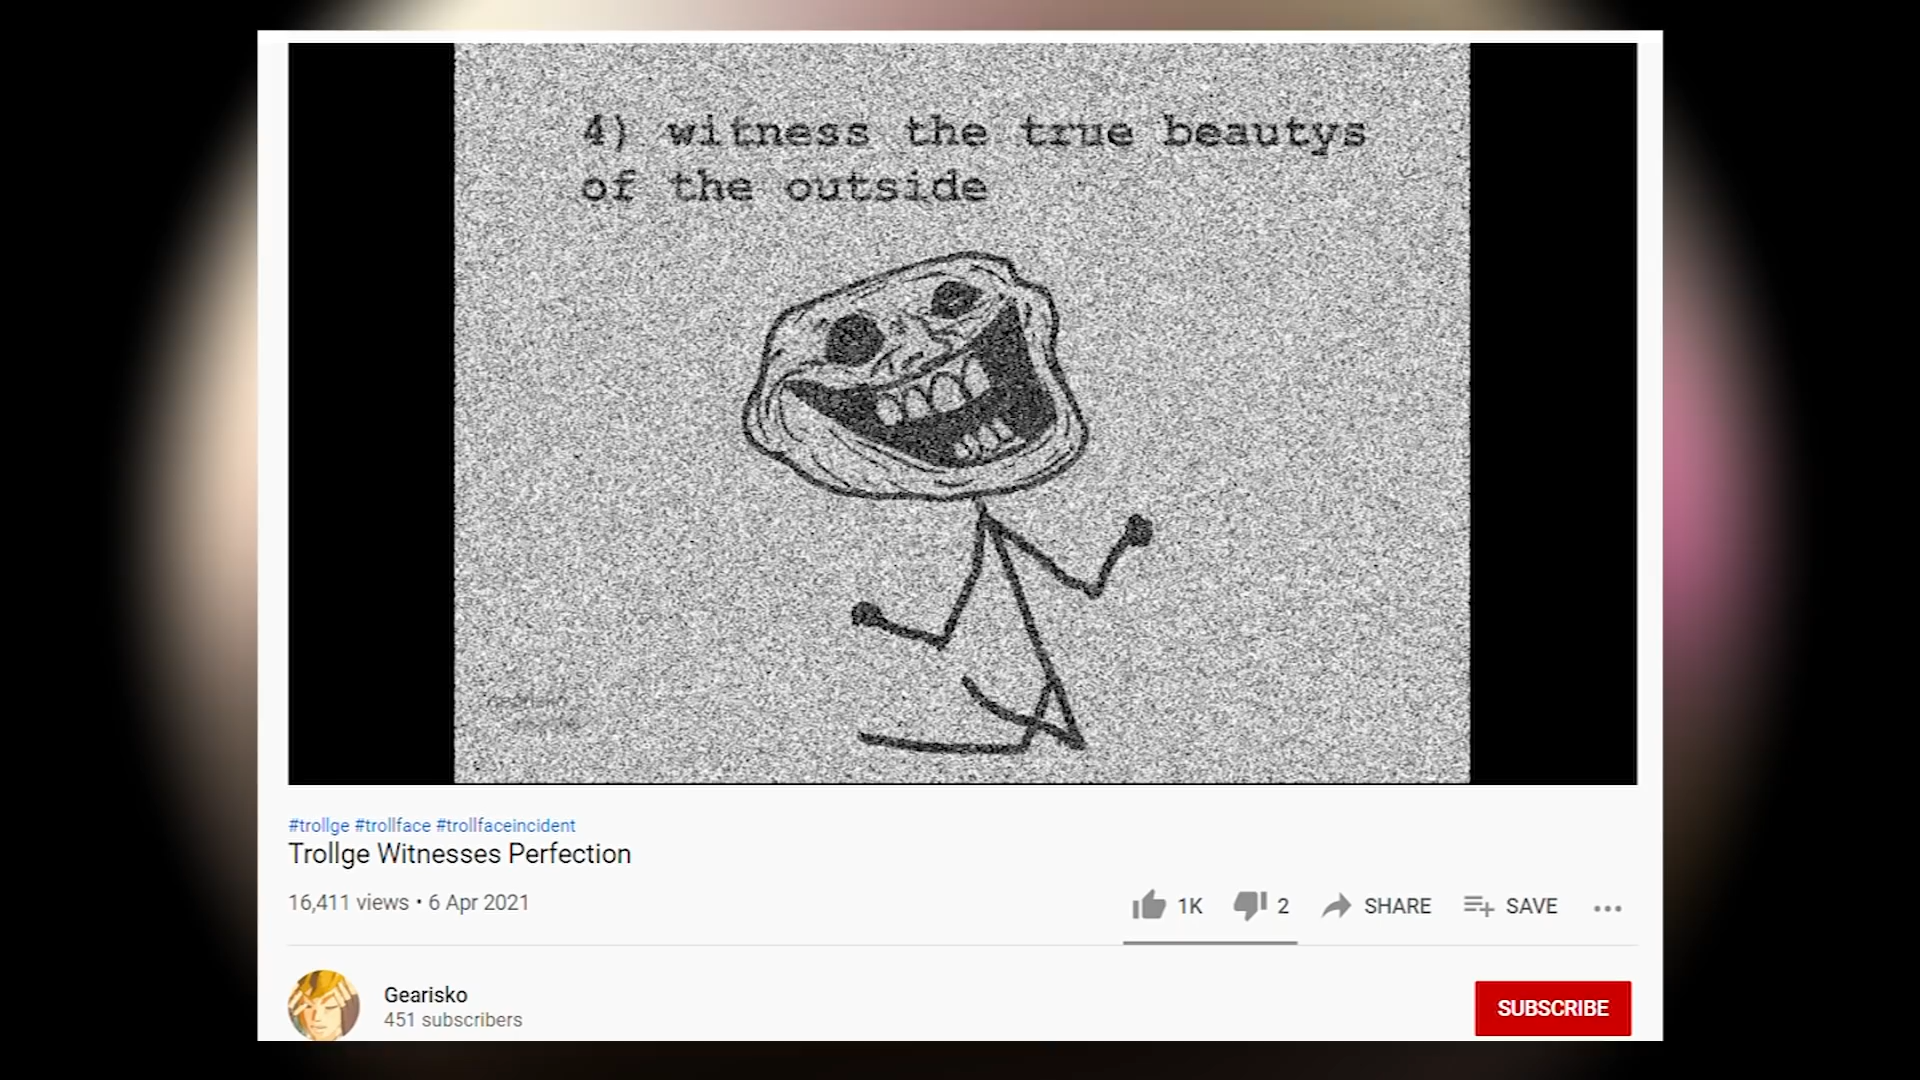 4) witness the true beautys
of the outside
#trollge #trollface #trollfaceincident
Trollge Witnesses Perfection
16,411 views • 6 Apr 2021
1K
2
SHARE
SAVE
Gearisko
451 subscribers
SUBSCRIBE